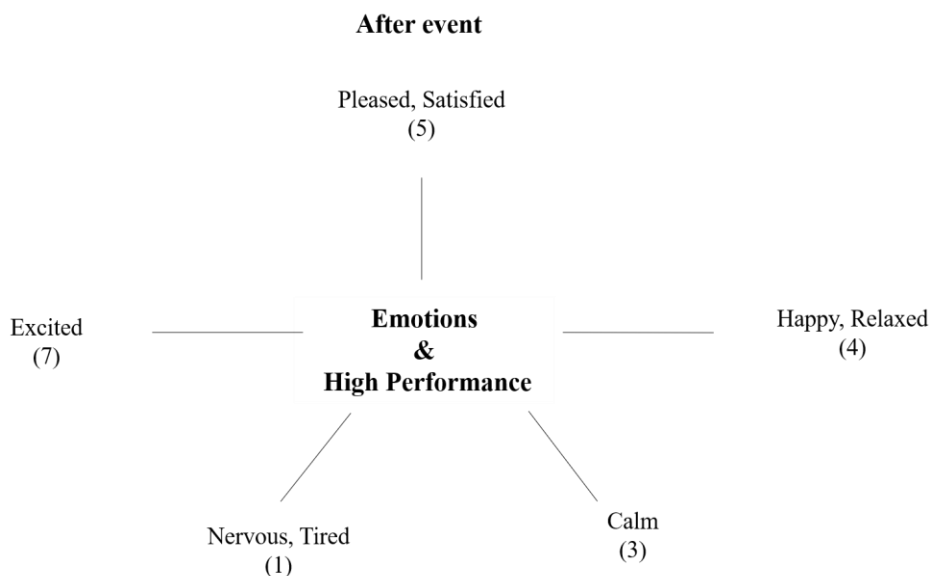 After event
Pleased, Satisfied
(5)
Excited
(7)
Emotions
&
High Performance
Happy, Relaxed
(4)
Nervous, Tired
(1)
Calm
(3)